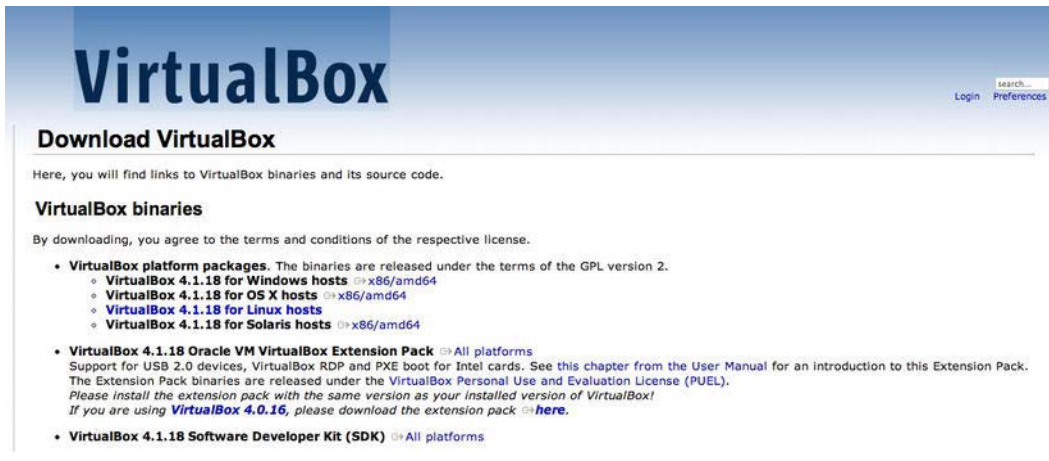 VirtualBox
search...
Login Preferences
Download VirtualBox
Here, you will find links to VirtualBox binaries and its source code.
VirtualBox binaries
By downloading, you agree to the terms and conditions of the respective license.
• VirtualBox platform packages. The binaries are released under the terms of the GPL version 2.
◦ VirtualBox 4.1.18 for Windows hosts x86/amd64
◦ VirtualBox 4.1.18 for OS X hosts x86/amd64
◦ VirtualBox 4.1.18 for Linux hosts
◦ VirtualBox 4.1.18 for Solaris hosts x86/amd64
• VirtualBox 4.1.18 Oracle VM VirtualBox Extension Pack All platforms
Support for USB 2.0 devices, VirtualBox RDP and PXE boot for Intel cards. See this chapter from the User Manual for an introduction to this Extension Pack.
The Extension Pack binaries are released under the VirtualBox Personal Use and Evaluation License (PUEL).
Please install the extension pack with the same version as your installed version of VirtualBox!
If you are using VirtualBox 4.0.16, please download the extension pack here.
• VirtualBox 4.1.18 Software Developer Kit (SDK) All platforms